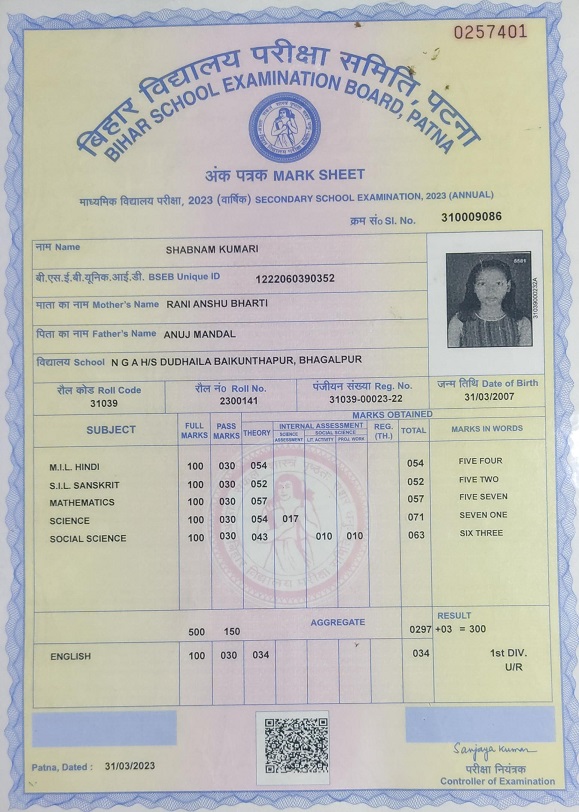 0257401
बिहार विद्यालय परीक्षा समिति, पटना
BIHAR SCHOOL EXAMINATION BOARD, PATNA
अंक पत्रक MARK SHEET
माध्यमिक विद्यालय परीक्षा, 2023 (वार्षिक) SECONDARY SCHOOL EXAMINATION, 2023 (ANNUAL)
क्रम सं० Sl. No. 310009086
नाम Name SHABNAM KUMARI
बी.एस.ई.बी.यूनिक.आई.डी. BSEB Unique ID 1222060390352
माता का नाम Mother's Name RANI ANSHU BHARTI
पिता का नाम Father's Name ANUJ MANDAL
विद्यालय School N G A H/S DUDHAILA BAIKUNTHAPUR, BHAGALPUR
रौल कोड Roll Code रौल नं० Roll No. पंजीयन संख्या Reg. No. जन्म तिथि Date of Birth
31039 2300141 31039-00023-22 31/03/2007
MARKS OBTAINED
SUBJECT FULL MARKS PASS MARKS THEORY INTERNAL ASSESSMENT SCIENCE ASSESSMENT SOCIAL SCIENCE LIT ACTIVITY PROJ. WORK REG. (TH.) TOTAL MARKS IN WORDS
M.I.L. HINDI 100 030 054 054 FIVE FOUR
S.I.L. SANSKRIT 100 030 052 052 FIVE TWO
MATHEMATICS 100 030 057 057 FIVE SEVEN
SCIENCE 100 030 054 017 071 SEVEN ONE
SOCIAL SCIENCE 100 030 043 010 010 063 SIX THREE
AGGREGATE RESULT
500 150 0297 +03 = 300
ENGLISH 100 030 034 034 1st DIV.
U/R
Patna, Dated : 31/03/2023
Sanjaya Kumar
परीक्षा नियंत्रक
Controller of Examination